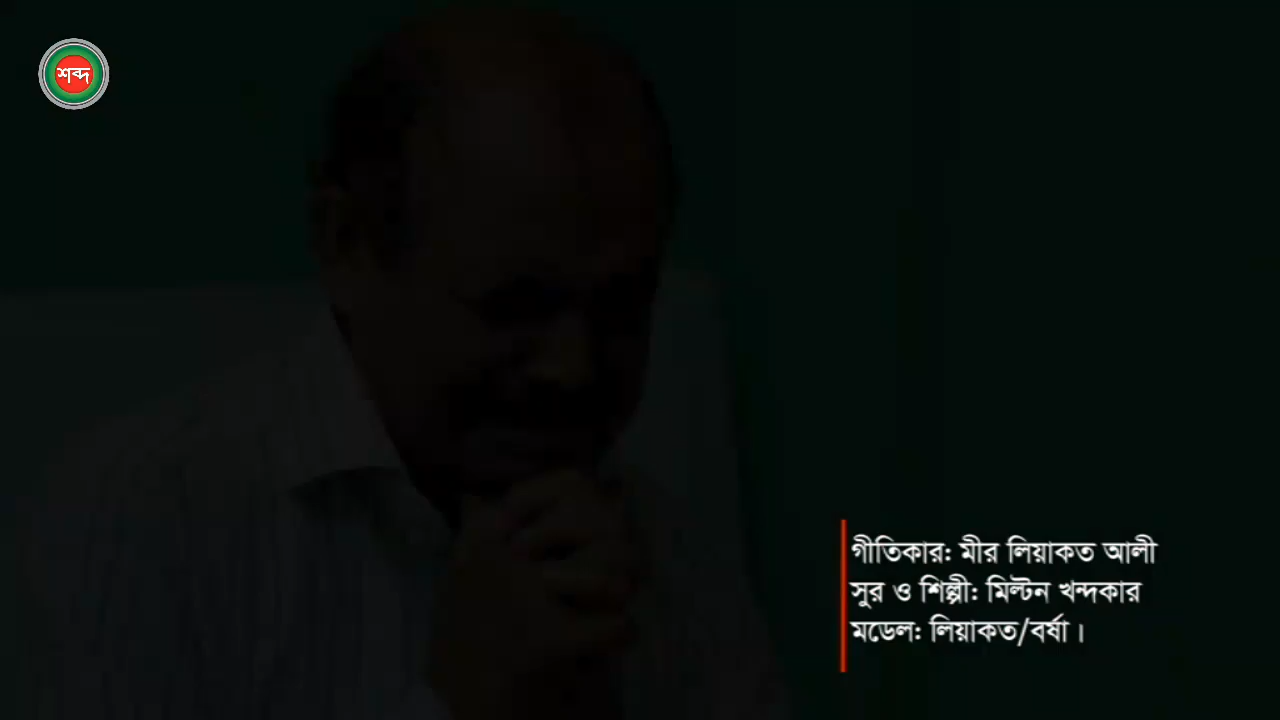 শব্দ
গীতিকার: মীর লিয়াকত আলী
সুর ও শিল্পী: মিল্টন খন্দকার
মডেল: লিয়াকত/বর্ষা।